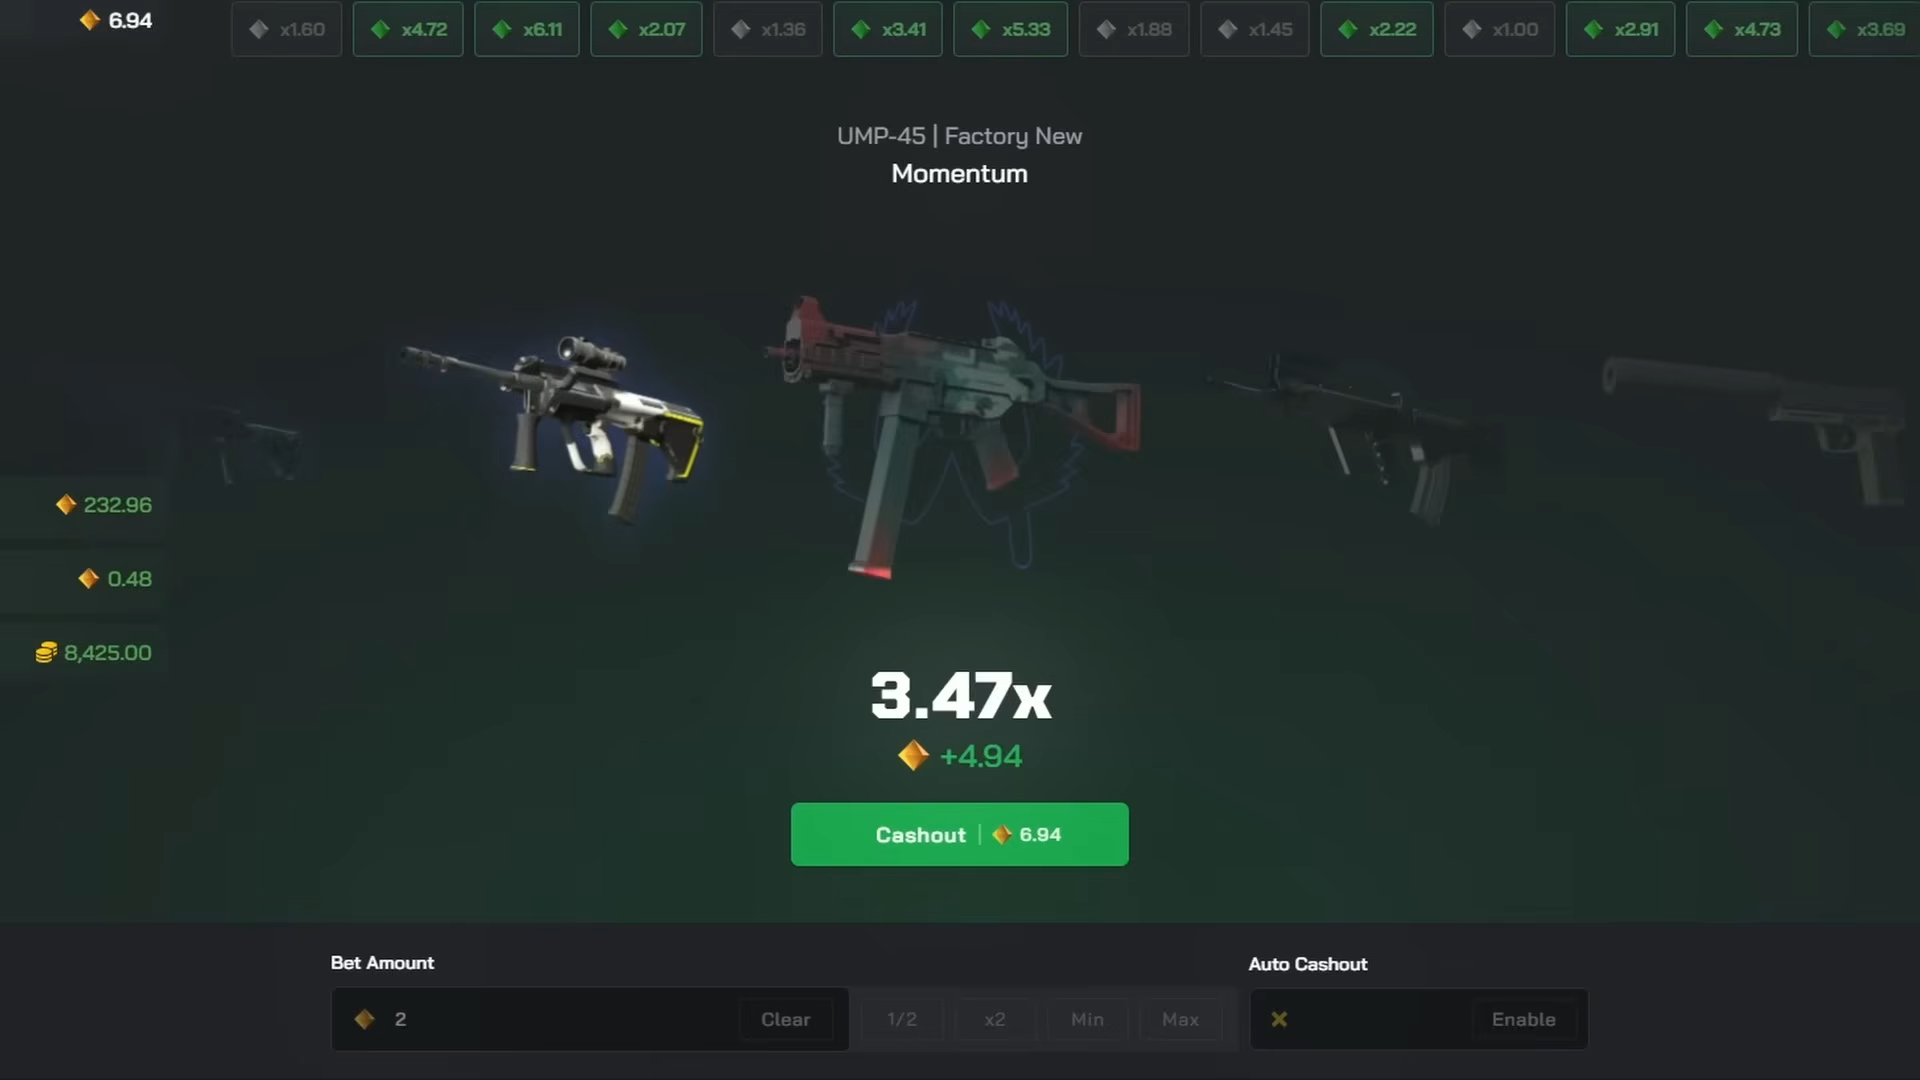 6.94
x1.60
x4.72
x6.11
x2.07
x1.36
x3.41
x5.33
x1.88
x1.45
x2.22
x1.00
x2.91
x4.73
x3.69
UMP-45 | Factory New
Momentum
232.96
0.48
8,425.00
3.47x
+4.94
Cashout | 6.94
Bet Amount
Auto Cashout
2
Clear
1/2
x2
Min
Max
Enable